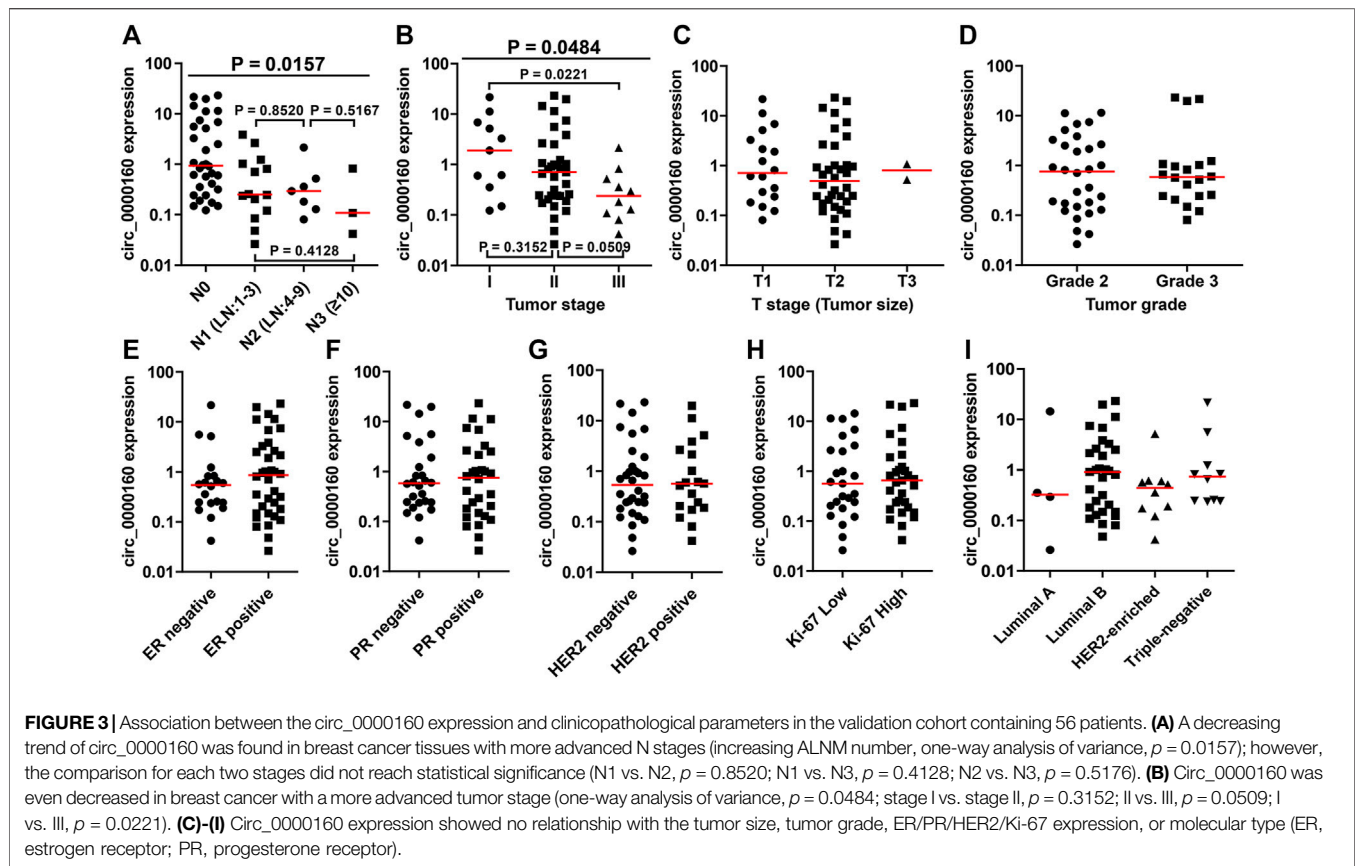 A
B
C
D
P = 0.0157
P = 0.0484
P = 0.0221
P = 0.8520
P = 0.5167
P = 0.4128
P = 0.3152
P = 0.0509
circ_0000160 expression
100
10
1
0.1
0.01
N0
N1 (LN:1-3)
N2 (LN:4-9)
N3 (≥10)
circ_0000160 expression
100
10
1
0.1
0.01
I
II
III
Tumor stage
circ_0000160 expression
100
10
1
0.1
0.01
T1
T2
T3
T stage (Tumor size)
circ_0000160 expression
100
10
1
0.1
0.01
Grade 2
Grade 3
Tumor grade
E
F
G
H
I
circ_0000160 expression
100
10
1
0.1
0.01
ER negative
ER positive
circ_0000160 expression
100
10
1
0.1
0.01
PR negative
PR positive
circ_0000160 expression
100
10
1
0.1
0.01
HER2 negative
HER2 positive
circ_0000160 expression
100
10
1
0.1
0.01
Ki-67 Low
Ki-67 High
circ_0000160 expression
100
10
1
0.1
0.01
Luminal A
Luminal B
HER2-enriched
Triple-negative
FIGURE 3 | Association between the circ_0000160 expression and clinicopathological parameters in the validation cohort containing 56 patients. (A) A decreasing
trend of circ_0000160 was found in breast cancer tissues with more advanced N stages (increasing ALNM number, one-way analysis of variance, p = 0.0157); however,
the comparison for each two stages did not reach statistical significance (N1 vs. N2, p = 0.8520; N1 vs. N3, p = 0.4128; N2 vs. N3, p = 0.5176). (B) Circ_0000160 was
even decreased in breast cancer with a more advanced tumor stage (one-way analysis of variance, p = 0.0484; stage I vs. stage II, p = 0.3152; II vs. III, p = 0.0509; I
vs. III, p = 0.0221). (C)-(I) Circ_0000160 expression showed no relationship with the tumor size, tumor grade, ER/PR/HER2/Ki-67 expression, or molecular type (ER,
estrogen receptor; PR, progesterone receptor).